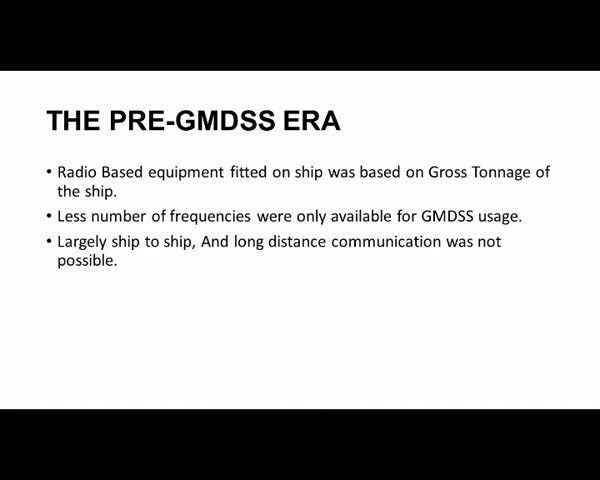 THE PRE-GMDSS ERA
• Radio Based equipment fitted on ship was based on Gross Tonnage of
the ship.
• Less number of frequencies were only available for GMDSS usage.
• Largely ship to ship, And long distance communication was not
possible.